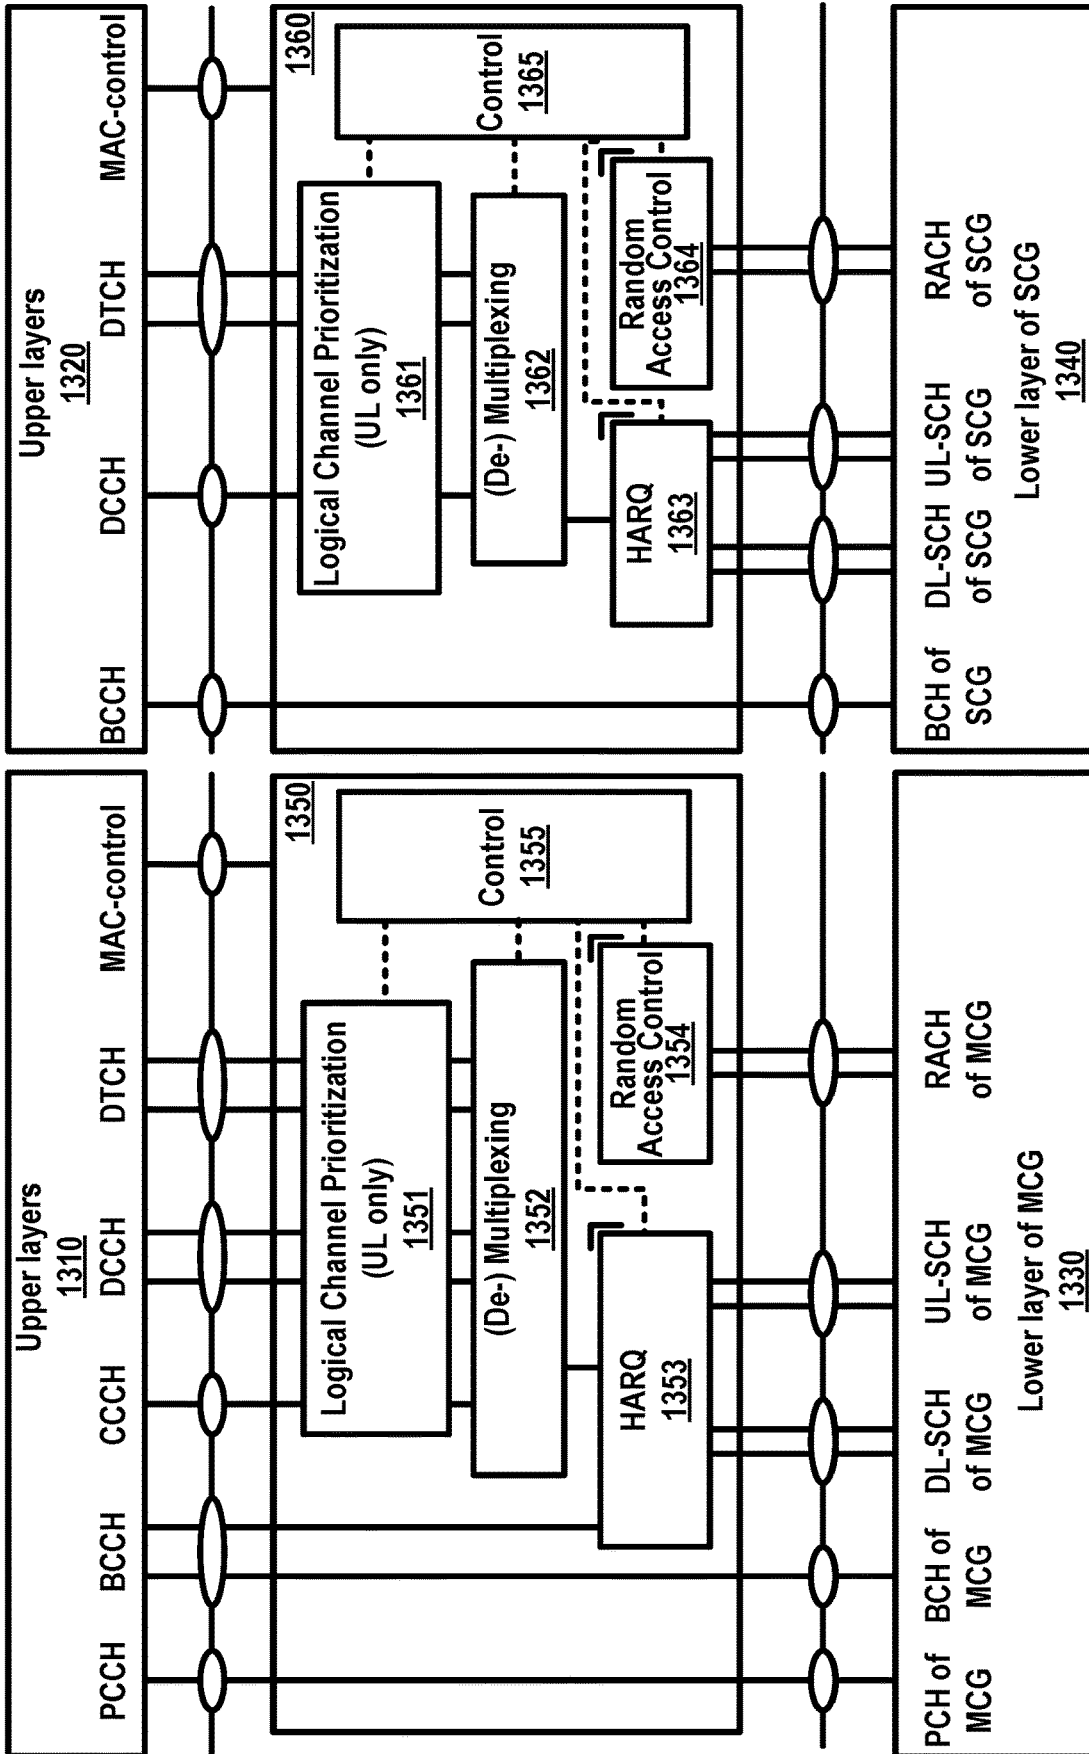 Upper layers
1310
PCCH BCCH CCCH DCCH DTCH MAC-control
1350
Logical Channel Prioritization
(UL only)
1351
(De-) Multiplexing
1352
HARQ
1353
Random
Access Control
1354
Control
1355
PCH of
MCG
BCH of
MCG
DL-SCH
of MCG
UL-SCH
of MCG
RACH
of MCG
Lower layer of MCG
1330
Upper layers
1320
BCCH DCCH DTCH MAC-control
1360
Logical Channel Prioritization
(UL only)
1361
(De-) Multiplexing
1362
HARQ
1363
Random
Access Control
1364
Control
1365
BCH of
SCG
DL-SCH
of SCG
UL-SCH
of SCG
RACH
of SCG
Lower layer of SCG
1340